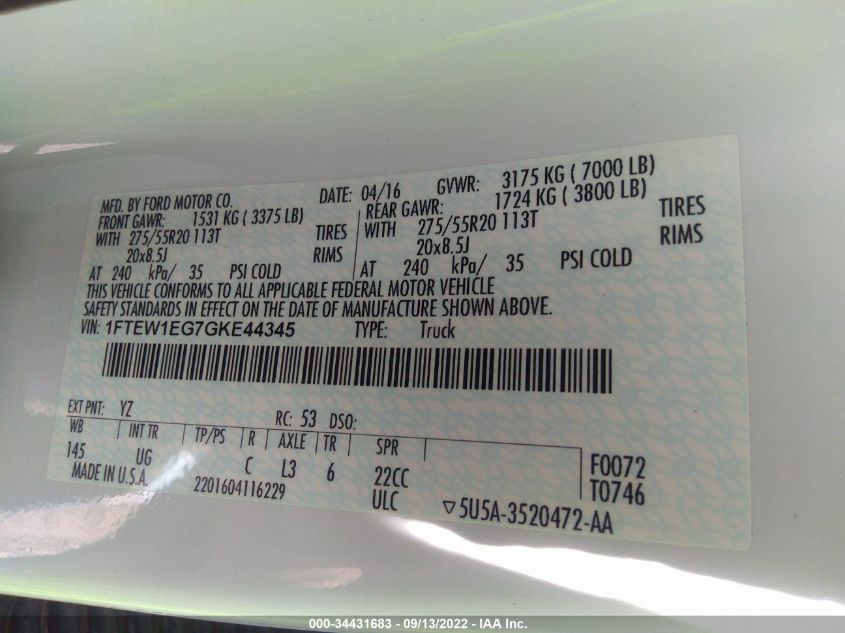 MFD. BY FORD MOTOR CO. DATE: 04/16 GVWR: 3175 KG ( 7000 LB)
FRONT GAWR: 1531 KG ( 3375 LB) REAR GAWR: 1724 KG ( 3800 LB)
WITH 275/55R20 113T TIRES WITH 275/55R20 113T TIRES
20x8.5J RIMS 20x8.5J RIMS
AT 240 kPa/ 35 PSI COLD AT 240 kPa/ 35 PSI COLD
THIS VEHICLE CONFORMS TO ALL APPLICABLE FEDERAL MOTOR VEHICLE
SAFETY STANDARDS IN EFFECT ON THE DATE OF MANUFACTURE SHOWN ABOVE.
VIN: 1FTEW1EG7GKE44345 TYPE: Truck
EXT PNT: YZ RC: 53 DSO:
WB INT TR TP/PS R AXLE TR SPR
145 UG C L3 6 22CC F0072
MADE IN U.S.A. 2201604116229 ULC T0746
▽5U5A-3520472-AA
000-34431683 - 09/13/2022 - IAA Inc.